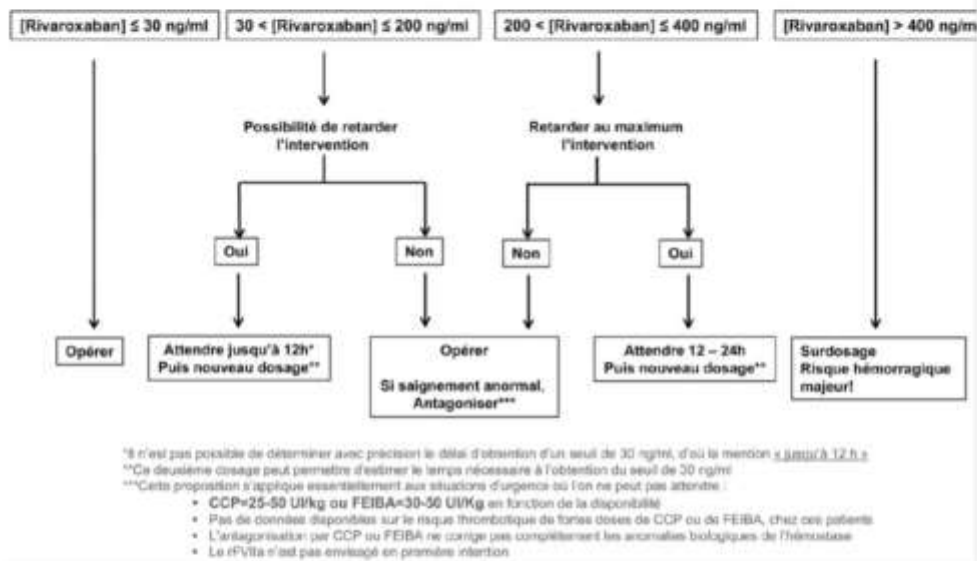 [Rivaroxaban] ≤ 30 ng/ml
30 < [Rivaroxaban] ≤ 200 ng/ml
200 < [Rivaroxaban] ≤ 400 ng/ml
[Rivaroxaban] > 400 ng/m
Possibilité de retarder
l'intervention
Retarder au maximum
l'intervention
Oui
Non
Non
Oui
Opérer
Attendre jusqu'à 12h*
Puis nouveau dosage**
Opérer
Si saignement anormal,
Antagoniser***
Attendre 12 – 24h
Puis nouveau dosage**
Surdosage
Risque hémorragique
majeur!
*Il n'est pas possible de déterminer avec précision le délai d'obtention d'un seuil de 30 ng/ml, d'où la mention « jusqu'à 12 h »
**Ce deuxième dosage peut permettre d'estimer le temps nécessaire à l'obtention du seuil de 30 ng/ml
***Cette proposition s'applique essentiellement aux situations d'urgence où l'on ne peut pas attendre :
• CCP=25-50 UI/kg ou FEIBA=30-50 UI/Kg en fonction de la disponibilité
• Pas de données disponibles sur le risque thrombotique de fortes doses de CCP ou de FEIBA, chez ces patients
• L'antagonisation par CCP ou FEIBA ne corrige pas complètement les anomalies biologiques de l'hémostase
• Le rFVIIa n'est pas envisagé en première intention